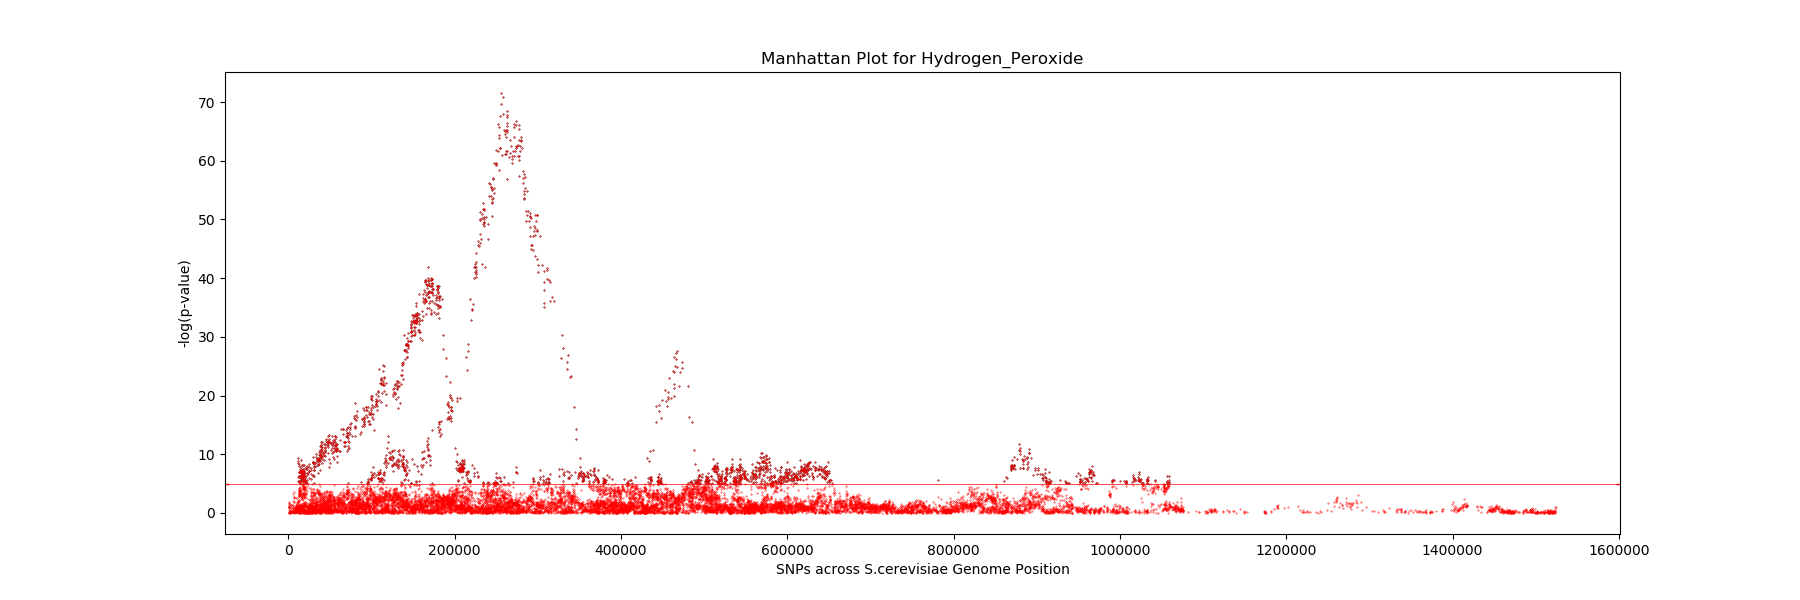 Manhattan Plot for Hydrogen_Peroxide
-log(p-value)
70
60
50
40
30
20
10
0
0 200000 400000 600000 800000 1000000 1200000 1400000 1600000
SNPs across S.cerevisiae Genome Position